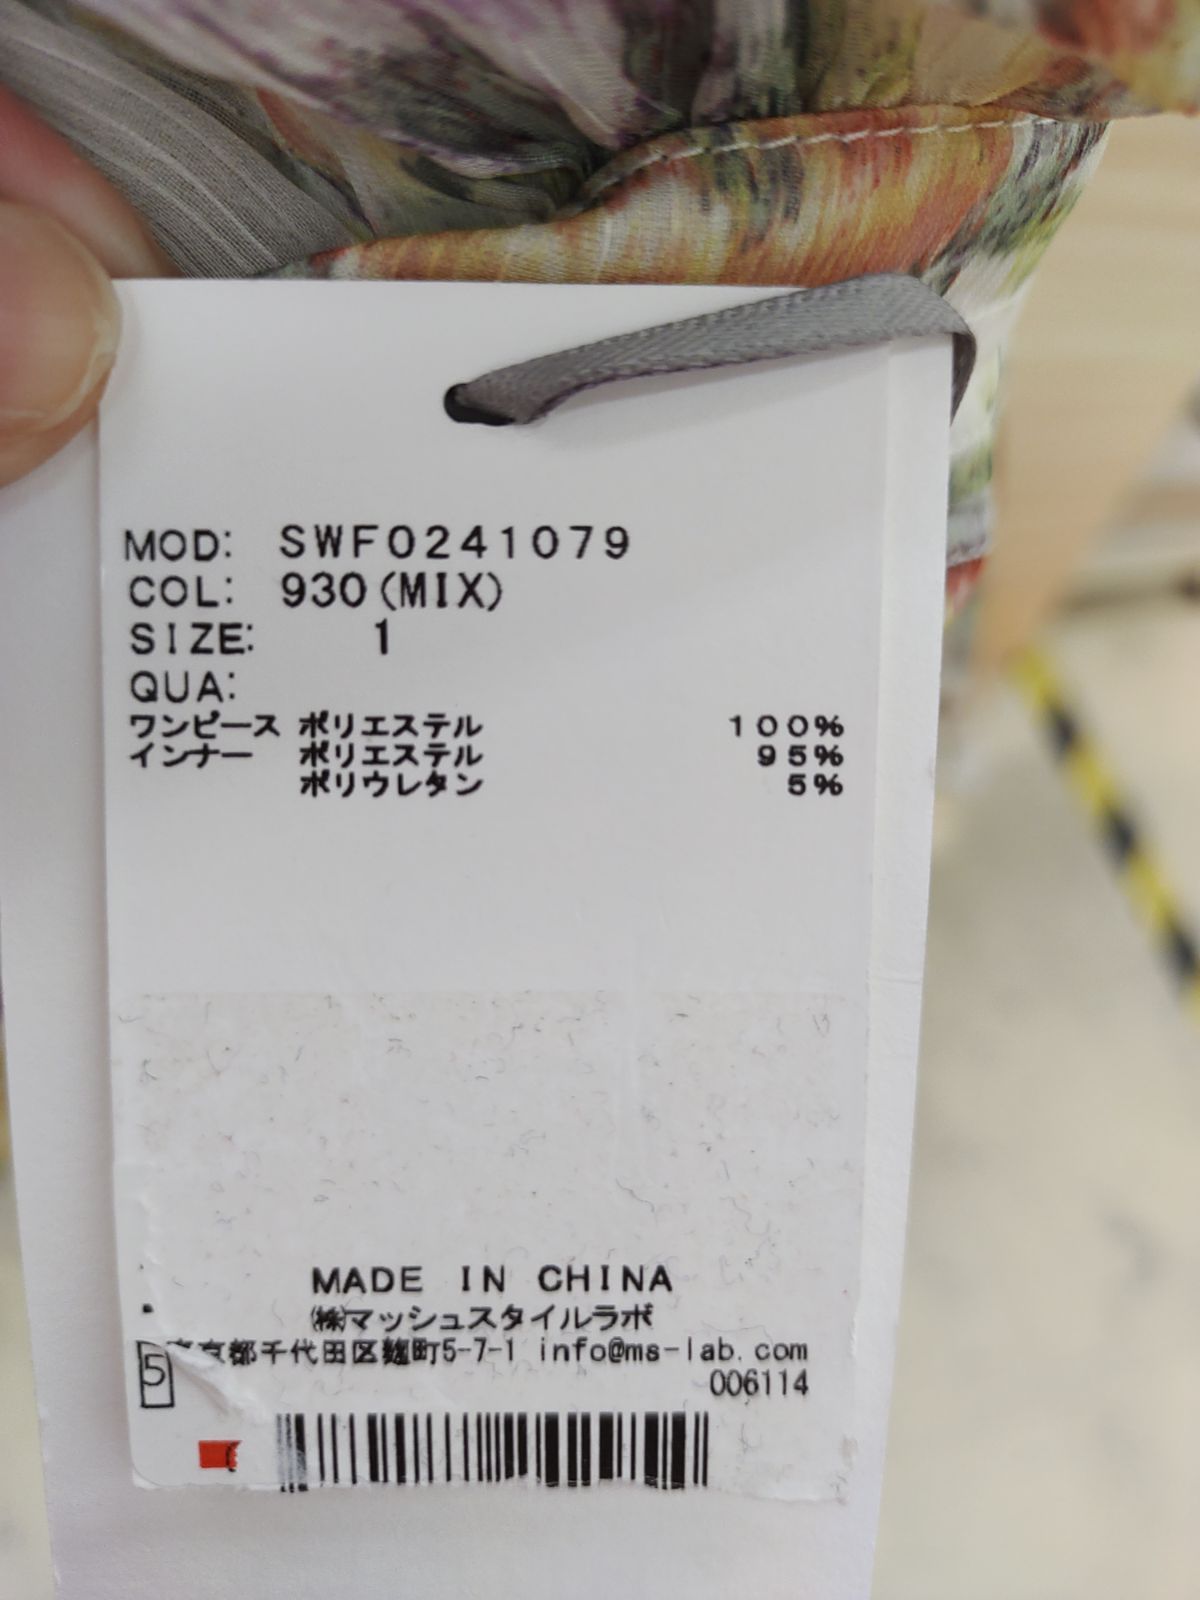 MOD: SWF0241079
COL: 930(MIX)
SIZE: 1
QUA:
ワンピース ポリエステル 100%
インナー ポリエステル 95%
ポリウレタン 5%
MADE IN CHINA
㈱マッシュスタイルラボ
東京都千代田区麹町5-7-1 info@ms-lab.com
5 006114